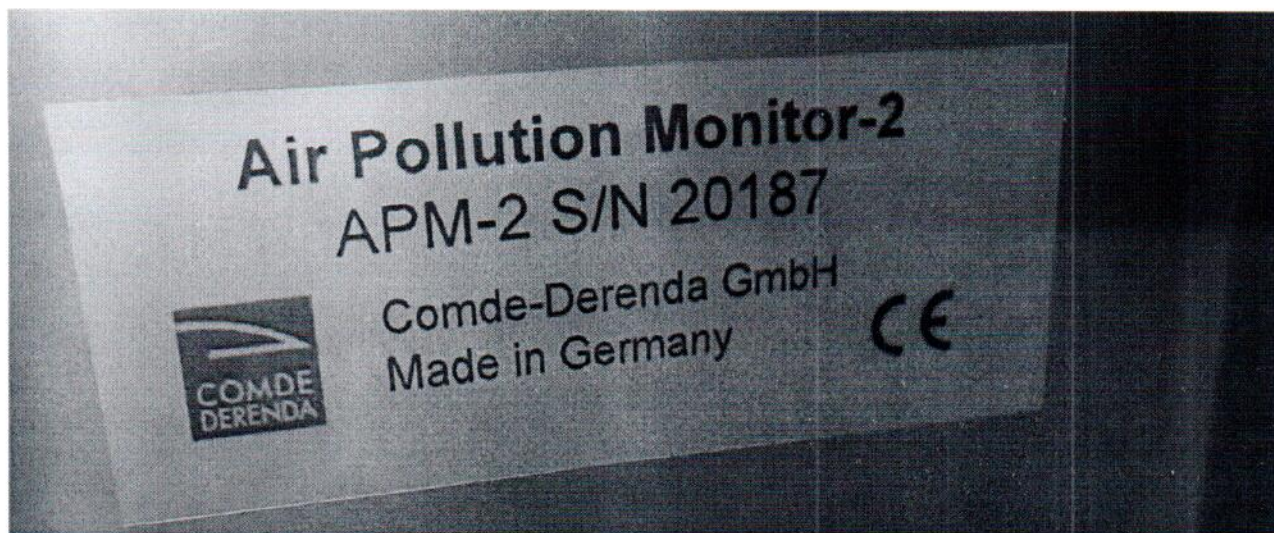 Air Pollution Monitor-2
APM-2 S/N 20187
Comde-Derenda GmbH
Made in Germany
CE
COMDE
DERENDA